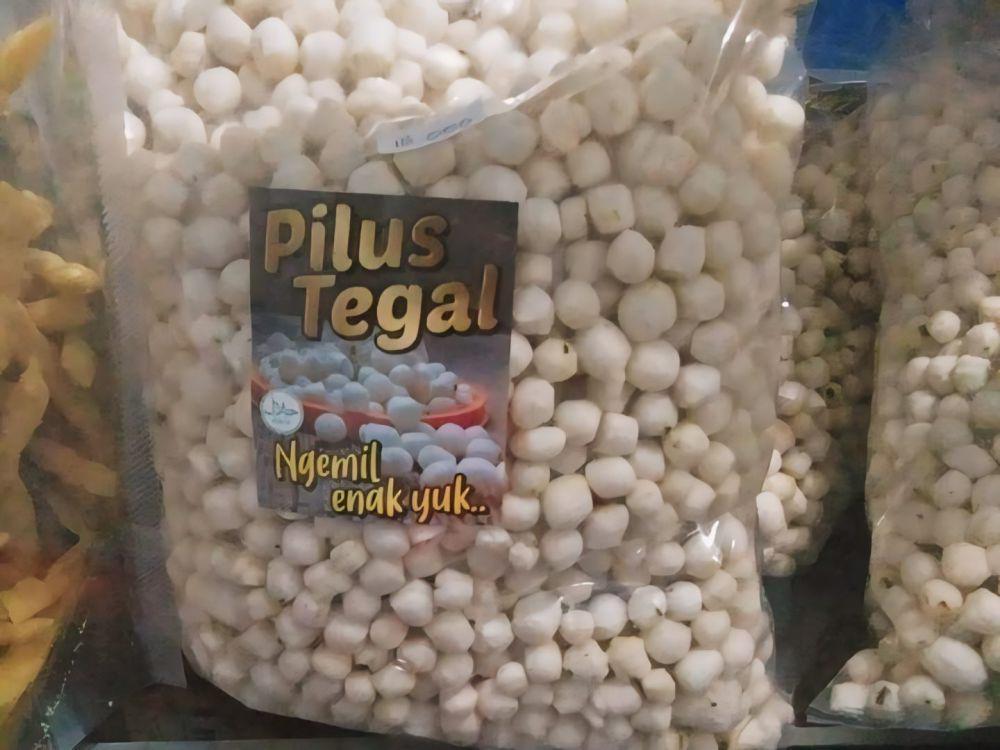 Pilus
Tegal
Ngemil
enak yuk..